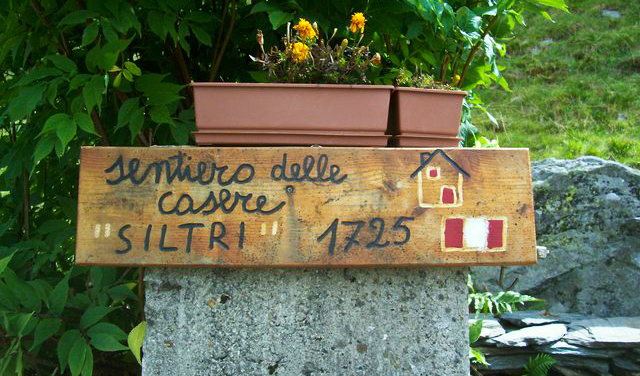 sentiero delle
casere
"SILTRI" 1725